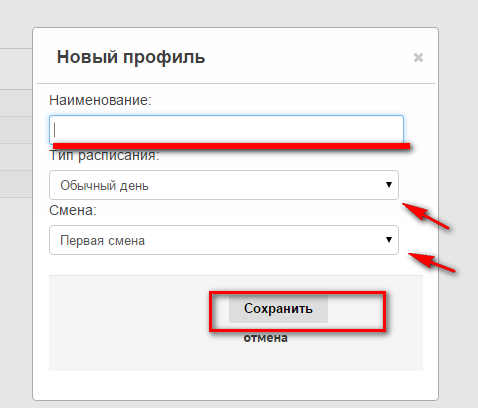 Новый профиль
Наименование:
Тип расписания:
Обычный день
Смена:
Первая смена
Сохранить
отмена